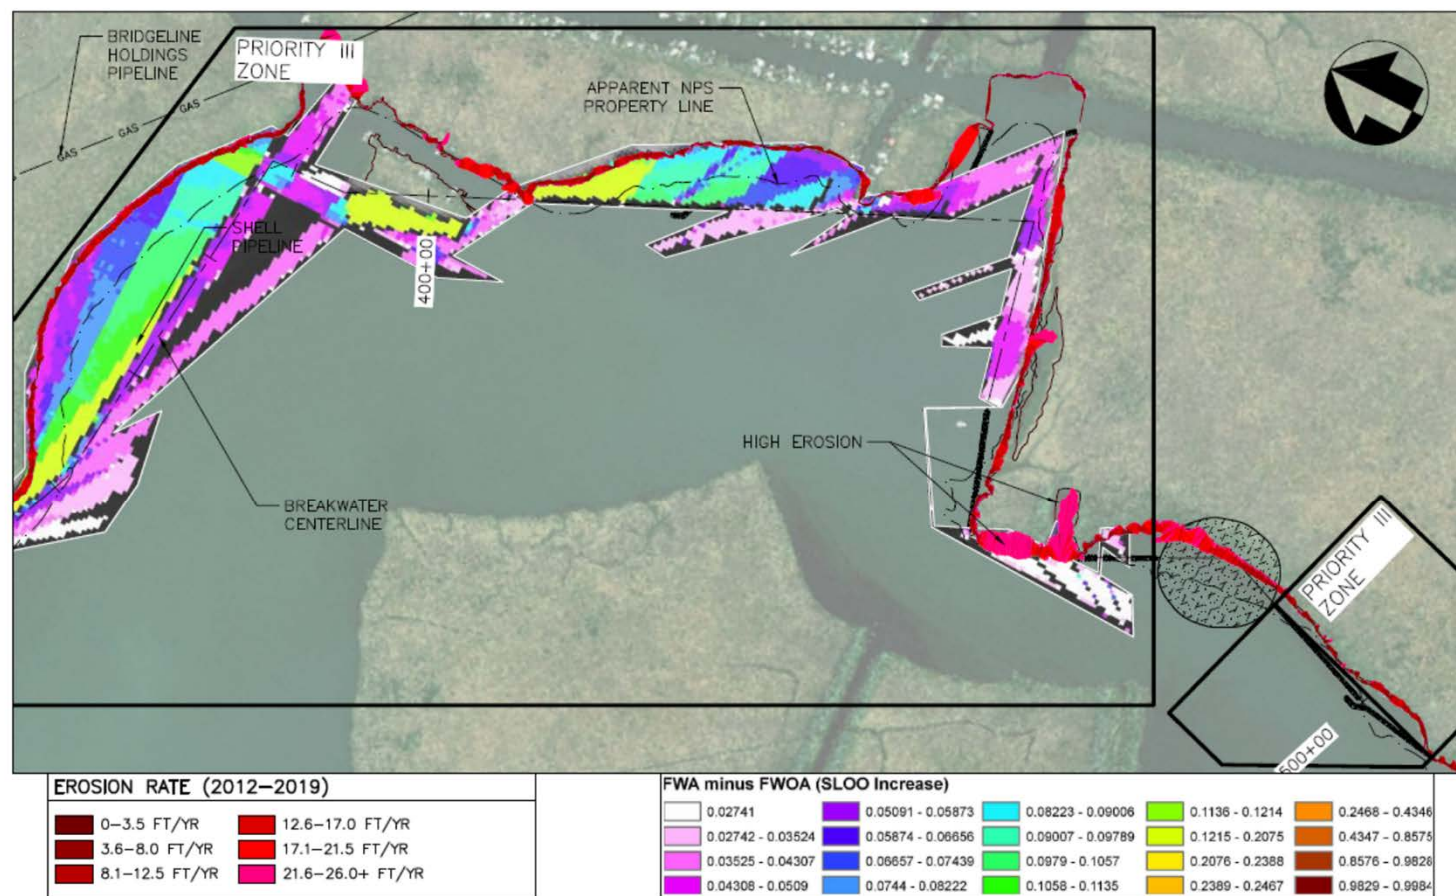 BRIDGELINE
HOLDINGS
PIPELINE
PRIORITY III
ZONE
GAS
GAS
GAS
APPARENT NPS
PROPERTY LINE
SHELL
PIPELINE
400+00
HIGH EROSION
BREAKWATER
CENTERLINE
PRIORITY III
ZONE
500+00
EROSION RATE (2012-2019)
0-3.5 FT/YR
3.6-8.0 FT/YR
8.1-12.5 FT/YR
12.6-17.0 FT/YR
17.1-21.5 FT/YR
21.6-26.0+ FT/YR
FWA minus FWOA (SLOO Increase)
0.02741
0.02742 - 0.03524
0.03525 - 0.04307
0.04308 - 0.0509
0.05091 - 0.05873
0.05874 - 0.06656
0.06657 - 0.07439
0.0744 - 0.08222
0.08223 - 0.09006
0.09007 - 0.09789
0.0979 - 0.1057
0.1058 - 0.1135
0.1136 - 0.1214
0.1215 - 0.2075
0.2076 - 0.2388
0.2389 - 0.2467
0.2468 - 0.4346
0.4347 - 0.8575
0.8576 - 0.9828
0.9829 - 0.9984